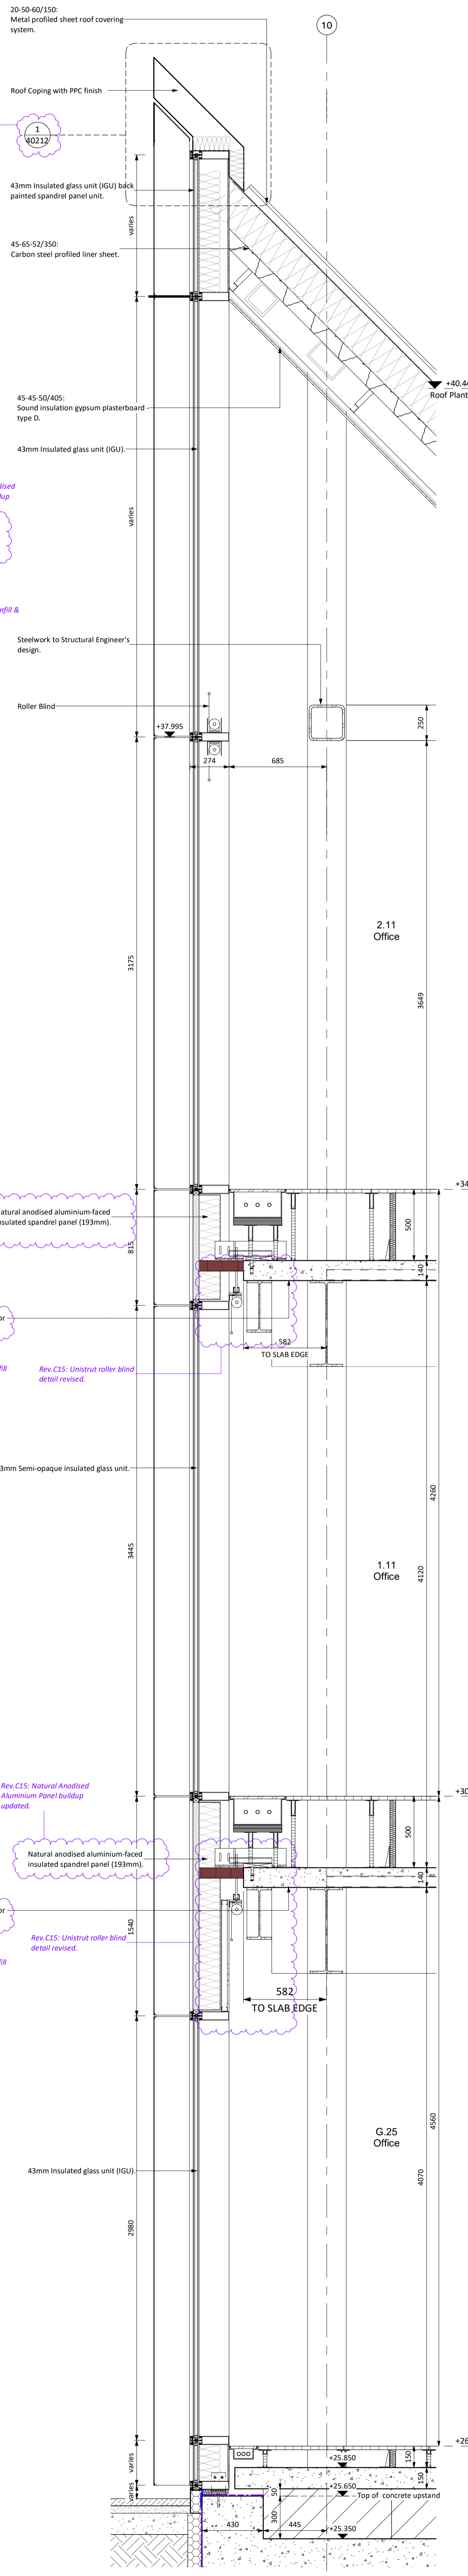 20-50-60/150:
Metal profiled sheet roof covering
system.
10
Roof Coping with PPC finish
1
40212
43mm Insulated glass unit (IGU) back
painted spandrel panel unit.
varies
45-65-52/350:
Carbon steel profiled liner sheet.
+40.44
Roof Plant
45-45-50/405:
Sound insulation gypsum plasterboard
type D.
43mm Insulated glass unit (IGU).
varies
Steelwork to Structural Engineer's
design.
Roller Blind
+37.995
250
274
685
2.11
Office
3175
3649
+34
atural anodised aluminium-faced
nsulated spandrel panel (193mm).
815
500
140
or
582
TO SLAB EDGE
Rev.C15: Unistrut roller blind
detail revised.
3mm Semi-opaque insulated glass unit.
3445
4260
1.11
Office
4120
Rev.C15: Natural Anodised
Aluminium Panel buildup
updated.
+30
Natural anodised aluminium-faced
insulated spandrel panel (193mm).
500
140
or
1540
Rev.C15: Unistrut roller blind
detail revised.
582
TO SLAB EDGE
4560
G.25
Office
43mm Insulated glass unit (IGU).
4070
2980
+26
varies
+25.850
150
150
varies
+25.650
50
Top of concrete upstand
300
430
445
+25.350